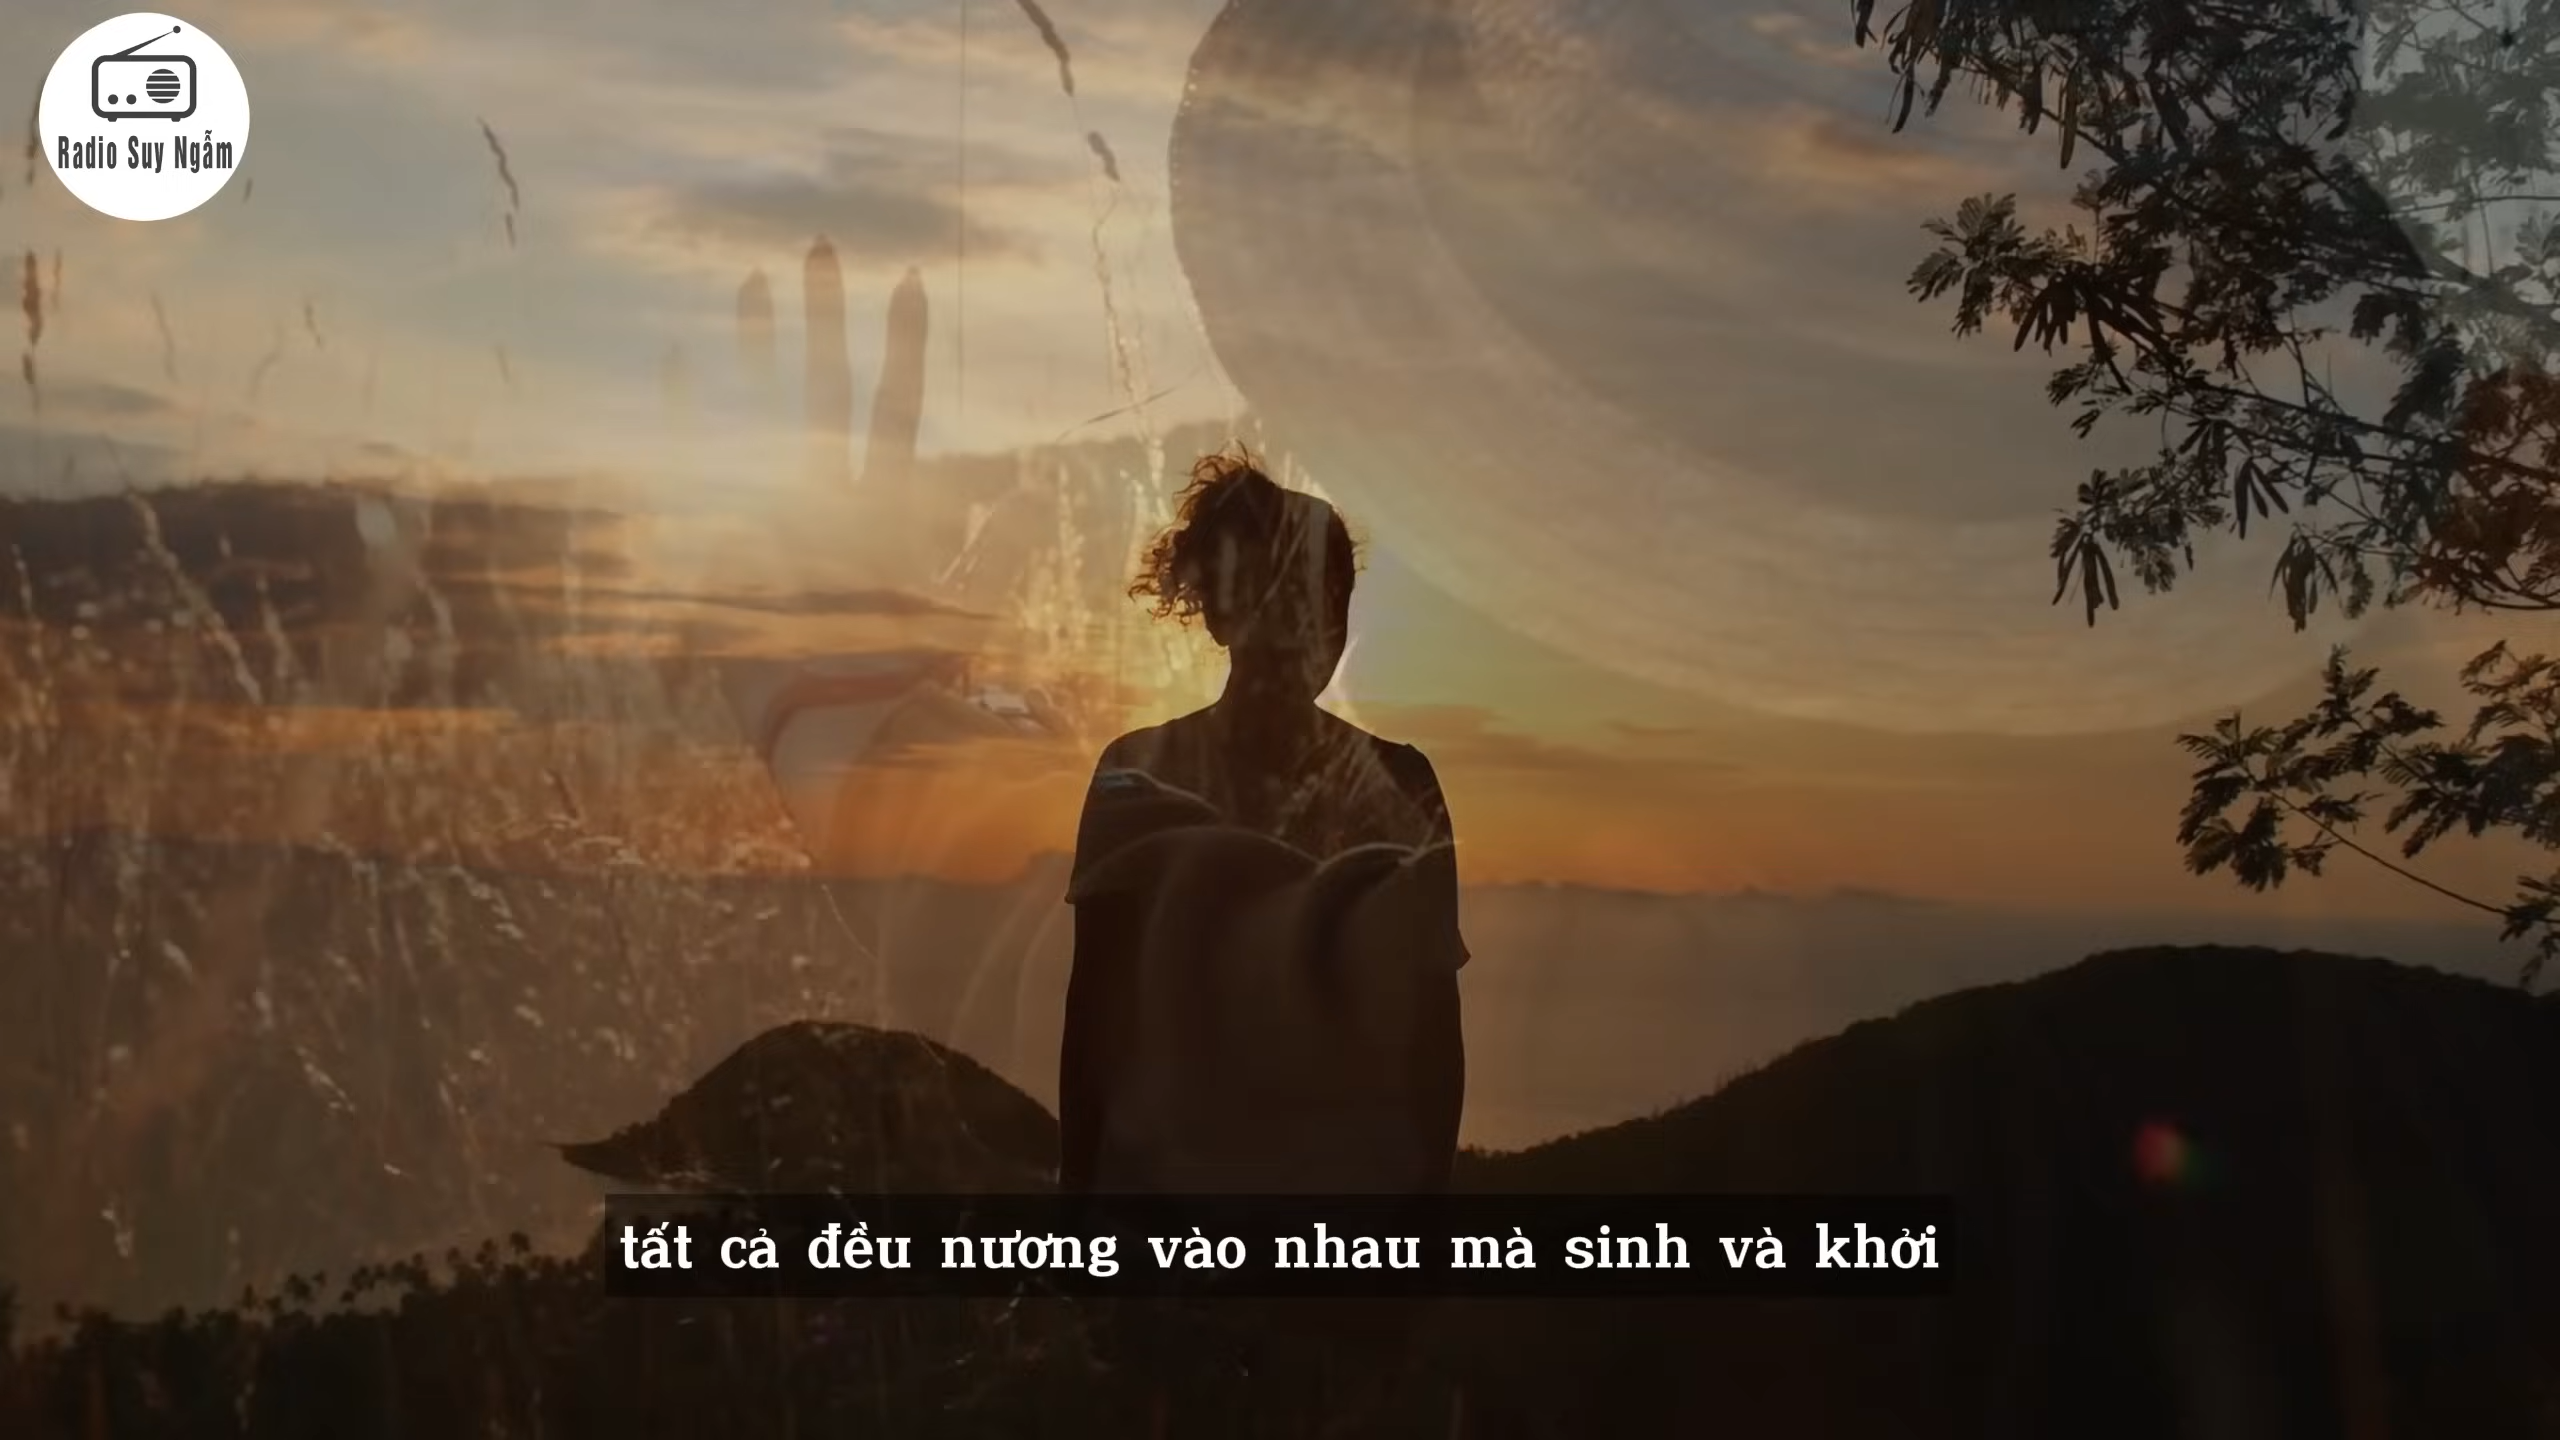 Radio Suy Ngẫm
tất cả đều nương vào nhau mà sinh và khởi